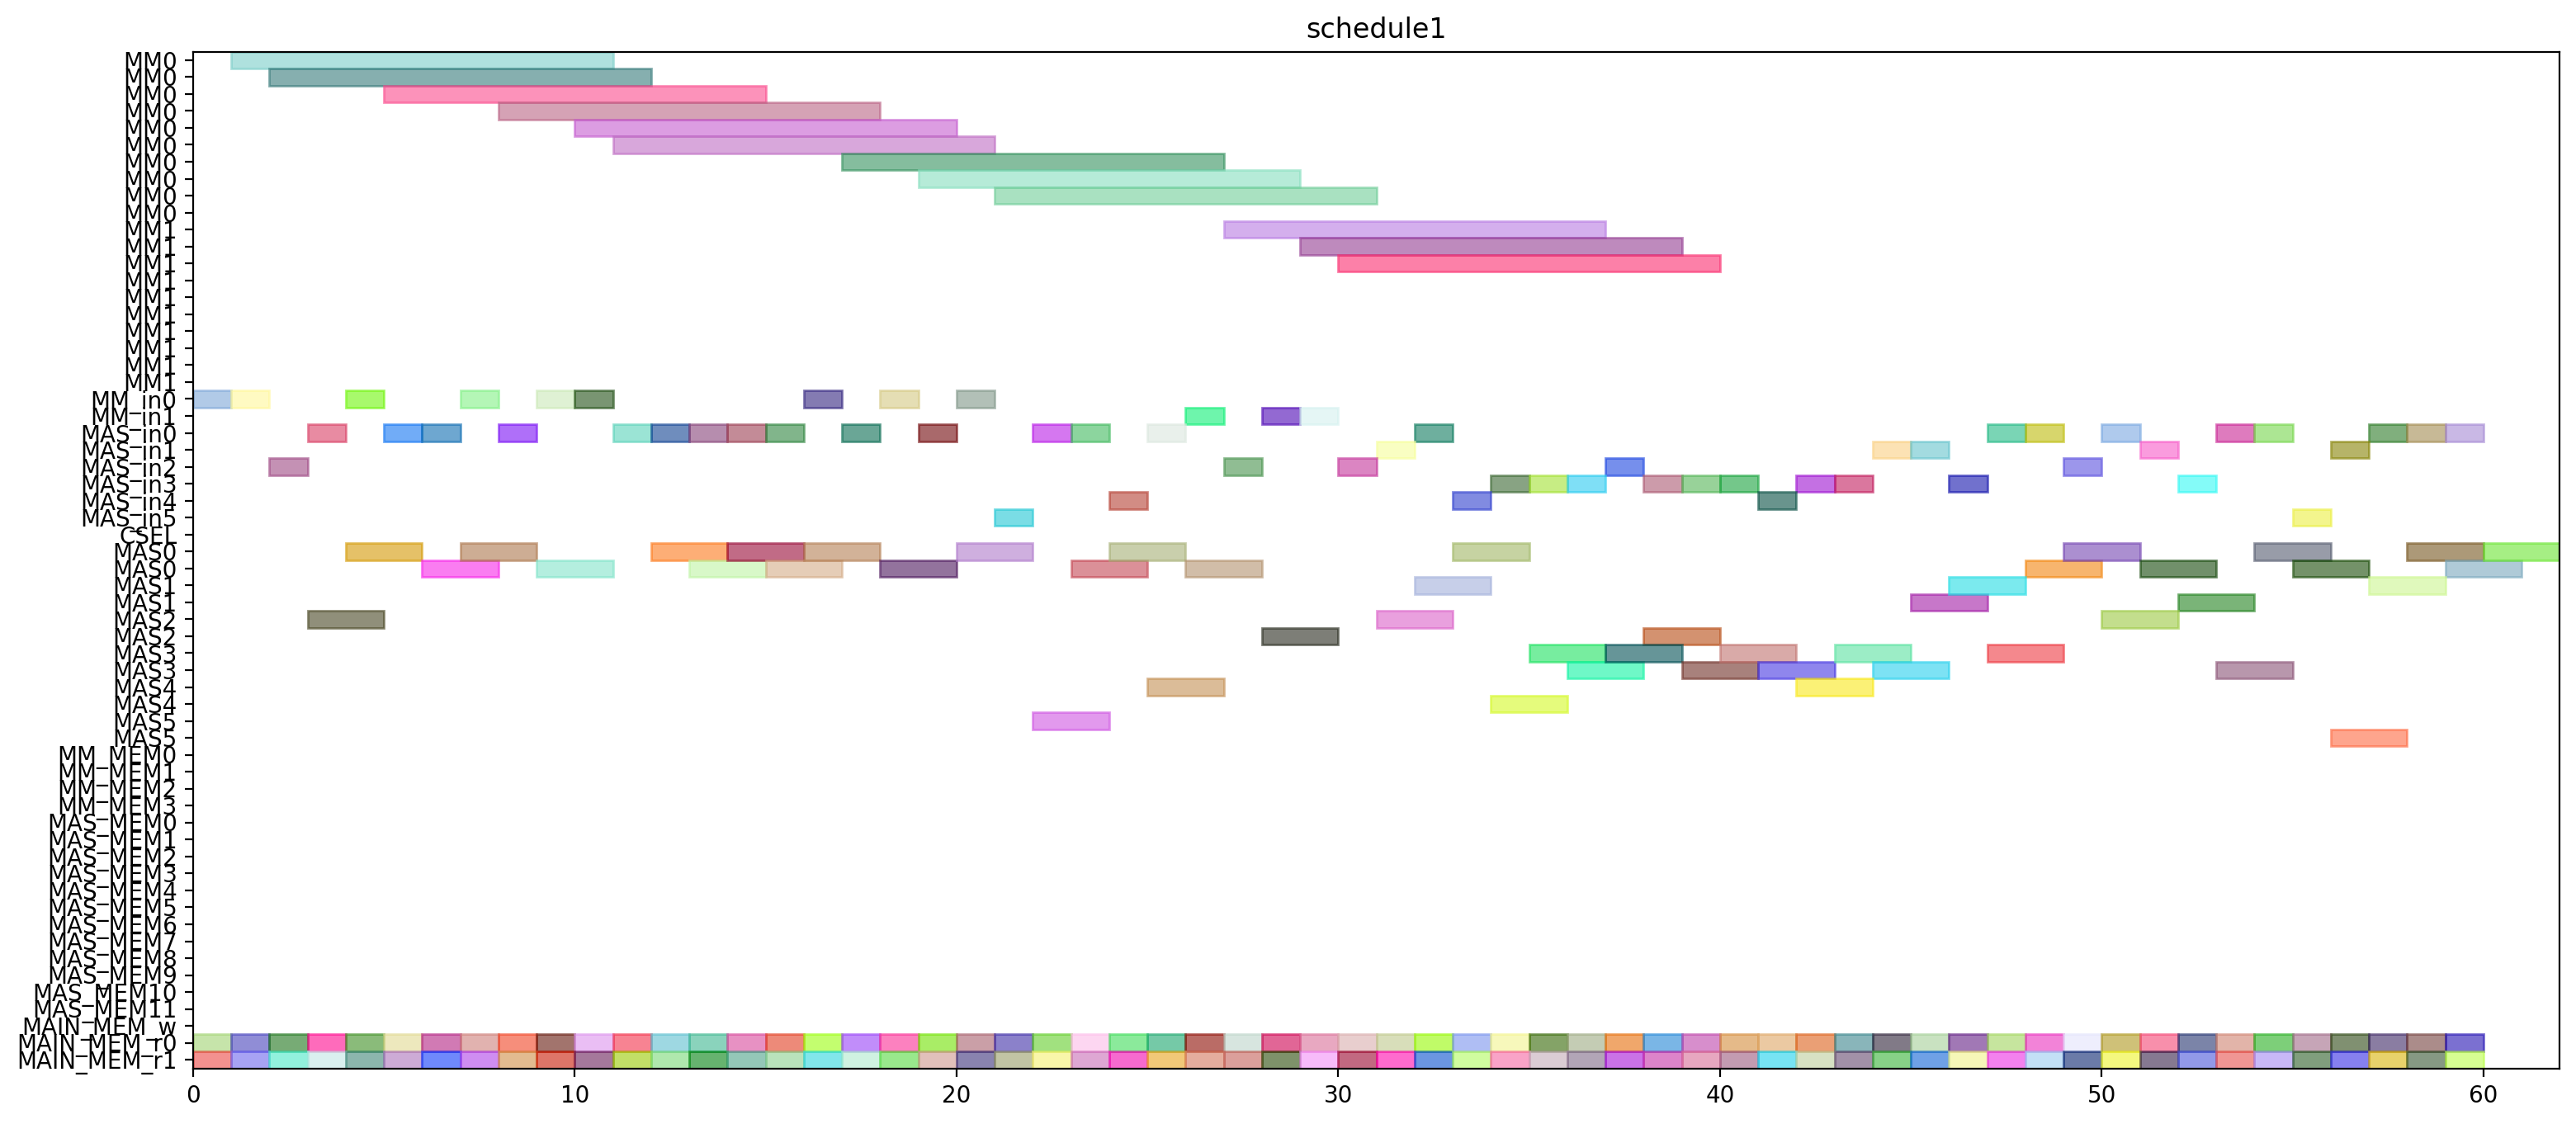 schedule1
MM0
MM0
MM0
MM0
MM0
MM0
MM0
MM0
MM0
MM0
MM1
MM1
MM1
MM1
MM1
MM1
MM1
MM1
MM1
MM1
MM_in0
MM_in1
MAS_in0
MAS_in1
MAS_in2
MAS_in3
MAS_in4
MAS_in5
CSEL
MAS0
MAS0
MAS1
MAS1
MAS2
MAS2
MAS3
MAS3
MAS4
MAS4
MAS5
MAS5
MM_MEM0
MM_MEM1
MM_MEM2
MM_MEM3
MAS_MEM0
MAS_MEM1
MAS_MEM2
MAS_MEM3
MAS_MEM4
MAS_MEM5
MAS_MEM6
MAS_MEM7
MAS_MEM8
MAS_MEM9
MAS_MEM10
MAS_MEM11
MAIN_MEM_w
MAIN_MEM_r0
MAIN_MEM_r1
0 10 20 30 40 50 60